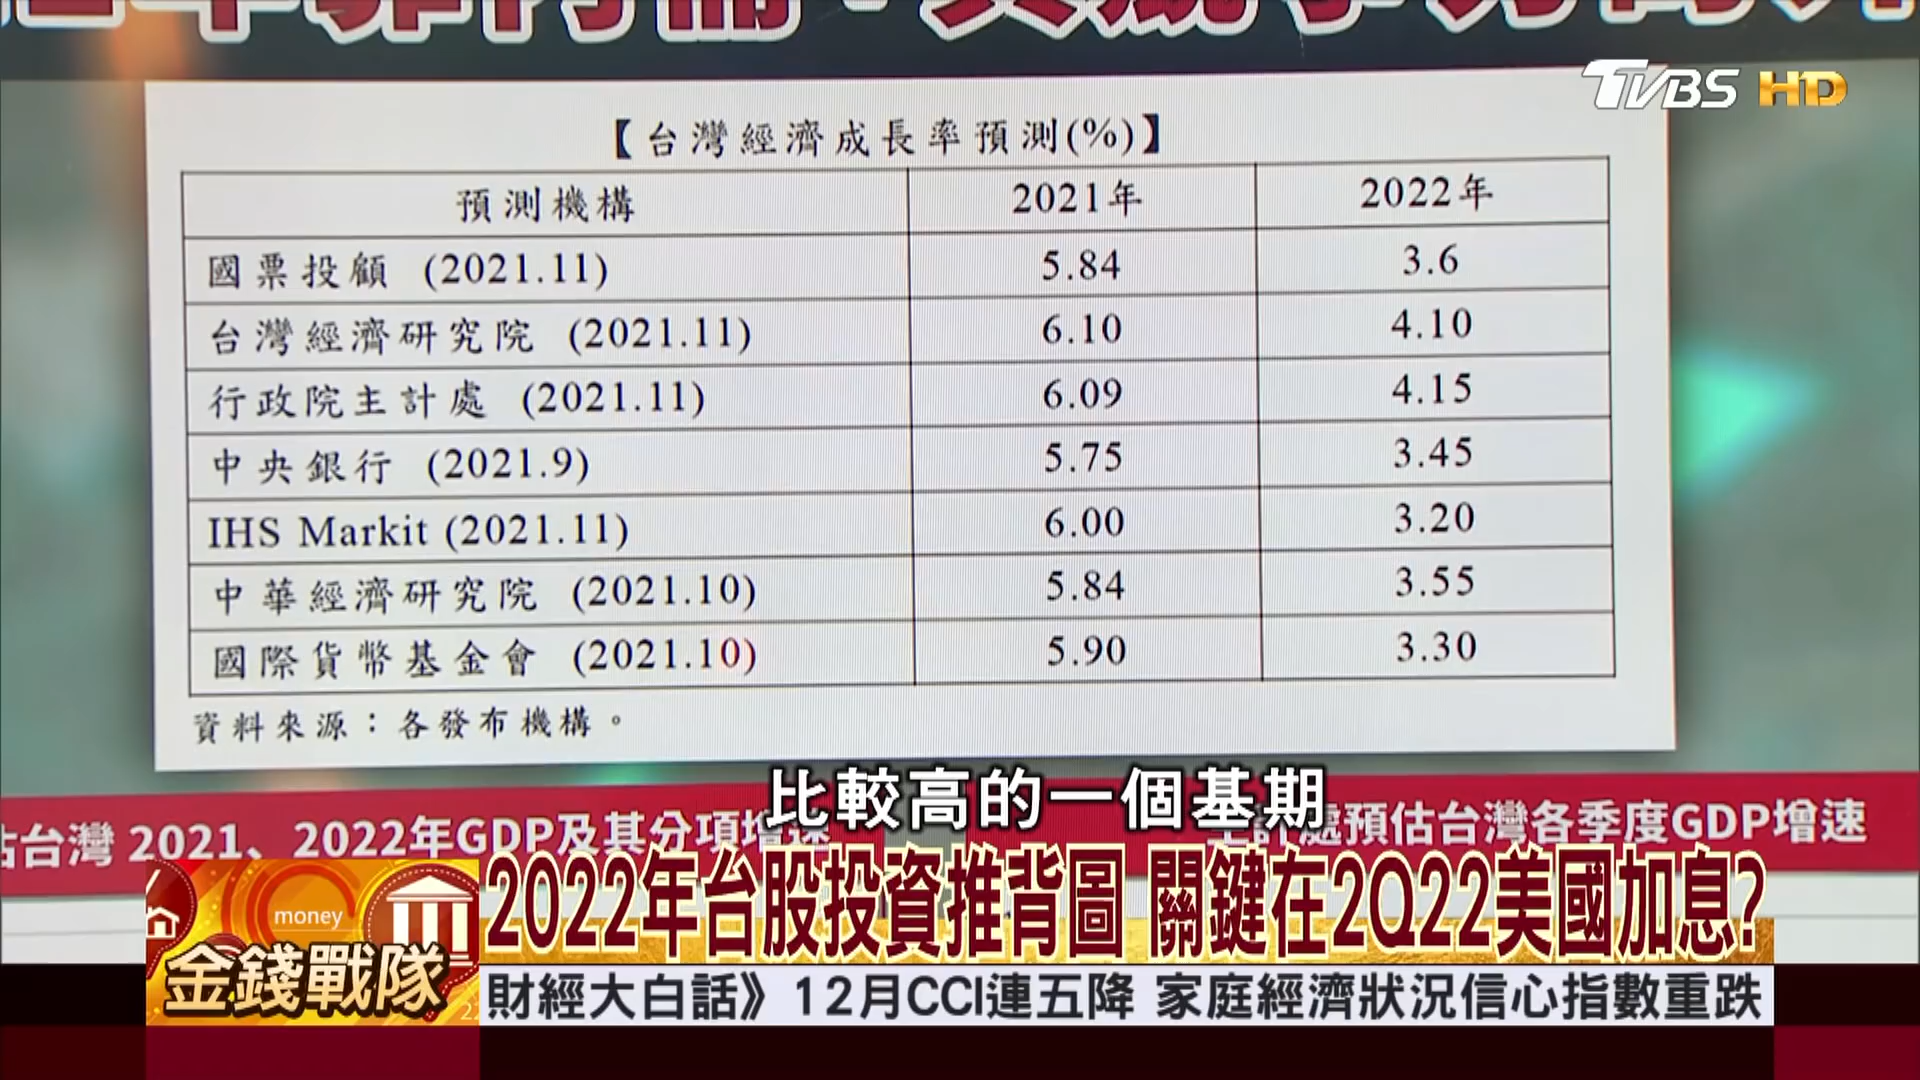 TVBS HD
【台灣經濟成長率預測(%)】
預測機構 2021年 2022年
國票投顧 (2021.11) 5.84 3.6
台灣經濟研究院 (2021.11) 6.10 4.10
行政院主計處 (2021.11) 6.09 4.15
中央銀行 (2021.9) 5.75 3.45
IHS Markit (2021.11) 6.00 3.20
中華經濟研究院 (2021.10) 5.84 3.55
國際貨幣基金會 (2021.10) 5.90 3.30
資料來源：各發布機構。
比較高的一個基期
台灣 2021、2022年GDP及其分項增速
主計處預估台灣各季度GDP增速
money
金錢戰隊
2022年台股投資推背圖 關鍵在2Q22美國加息?
財經大白話》12月CCI連五降 家庭經濟狀況信心指數重跌